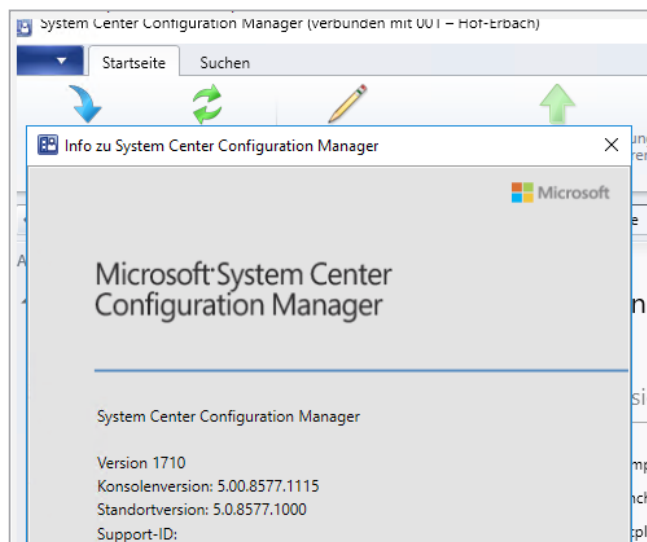 System Center Configuration Manager (verbunden mit 001 – Hof-Erbach)
Startseite Suchen
Info zu System Center Configuration Manager
Microsoft
Microsoft System Center
Configuration Manager
System Center Configuration Manager
Version 1710
Konsolenversion: 5.00.8577.1115
Standortversion: 5.0.8577.1000
Support-ID: